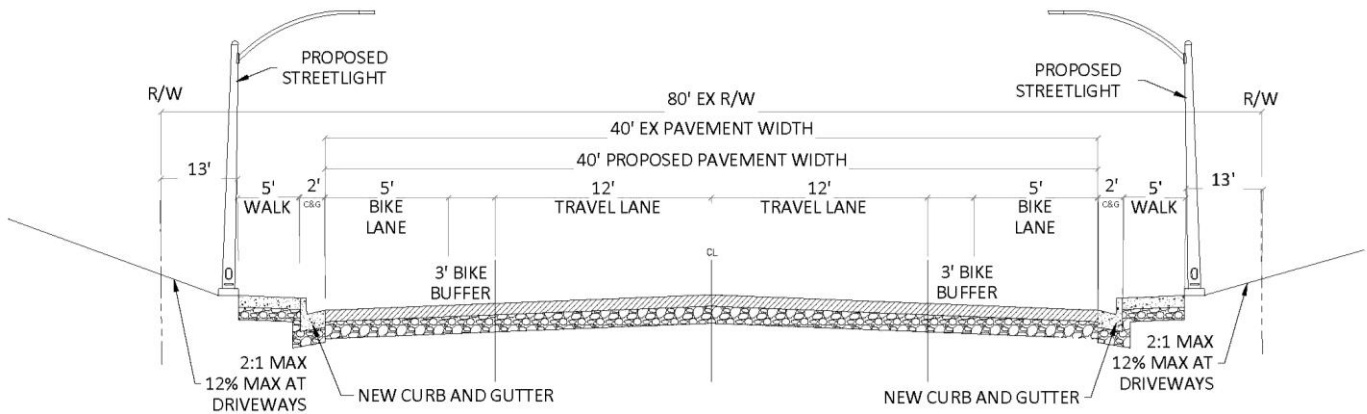 PROPOSED
STREETLIGHT
PROPOSED
STREETLIGHT
R/W
80' EX R/W
R/W
40' EX PAVEMENT WIDTH
40' PROPOSED PAVEMENT WIDTH
13'
5'
WALK
2'
C&G
5'
BIKE
LANE
12'
TRAVEL LANE
12'
TRAVEL LANE
5'
BIKE
LANE
2'
C&G
5'
WALK
13'
3' BIKE
BUFFER
CL
3' BIKE
BUFFER
2:1 MAX
12% MAX AT
DRIVEWAYS
NEW CURB AND GUTTER
NEW CURB AND GUTTER
2:1 MAX
12% MAX AT
DRIVEWAYS